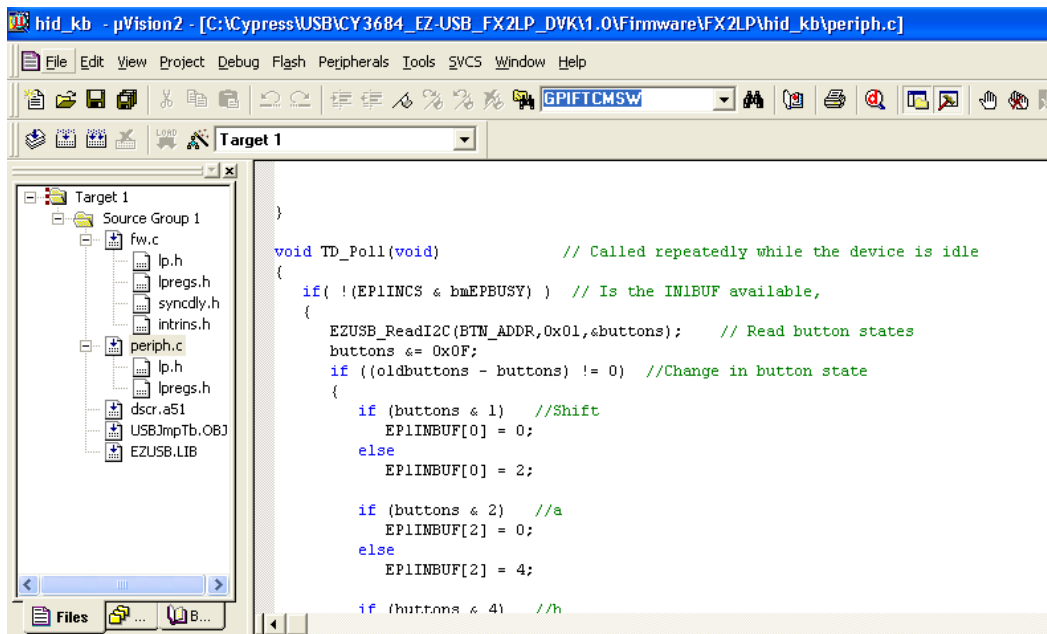 hid_kb - µVision2 - [C:\Cypress\USB\CY3684_EZ-USB_FX2LP_DVK\1.0\Firmware\FX2LP\hid_kb\periph.c]
File Edit View Project Debug Flash Peripherals Tools SVCS Window Help
GPIFTCMSW
LOAD Target 1
Target 1
Source Group 1
fw.c
lp.h
lpregs.h
syncdly.h
intrins.h
periph.c
lp.h
lpregs.h
dscr.a51
USBJmpTb.OBJ
EZUSB.LIB
Files ... B...
}
void TD_Poll(void) // Called repeatedly while the device is idle
{
if( !(EP1INCS & bmEPBUSY) ) // Is the IN1BUF available,
{
EZUSB_ReadI2C(BTN_ADDR,0x01,&buttons); // Read button states
buttons &= 0x0F;
if ((oldbuttons - buttons) != 0) //Change in button state
{
if (buttons & 1) //Shift
EP1INBUF[0] = 0;
else
EP1INBUF[0] = 2;
if (buttons & 2) //a
EP1INBUF[2] = 0;
else
EP1INBUF[2] = 4;
if (buttons & 4) //b